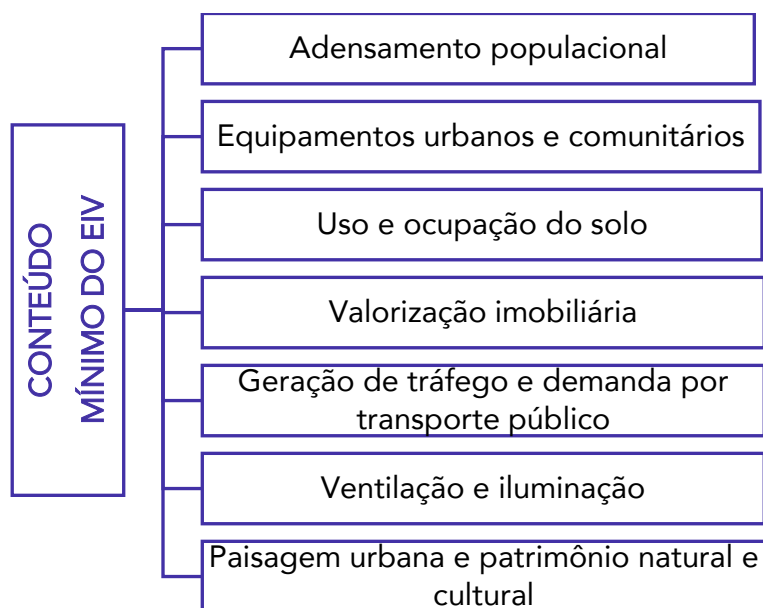 CONTEÚDO
MÍNIMO DO EIV
Adensamento populacional
Equipamentos urbanos e comunitários
Uso e ocupação do solo
Valorização imobiliária
Geração de tráfego e demanda por
transporte público
Ventilação e iluminação
Paisagem urbana e patrimônio natural e
cultural